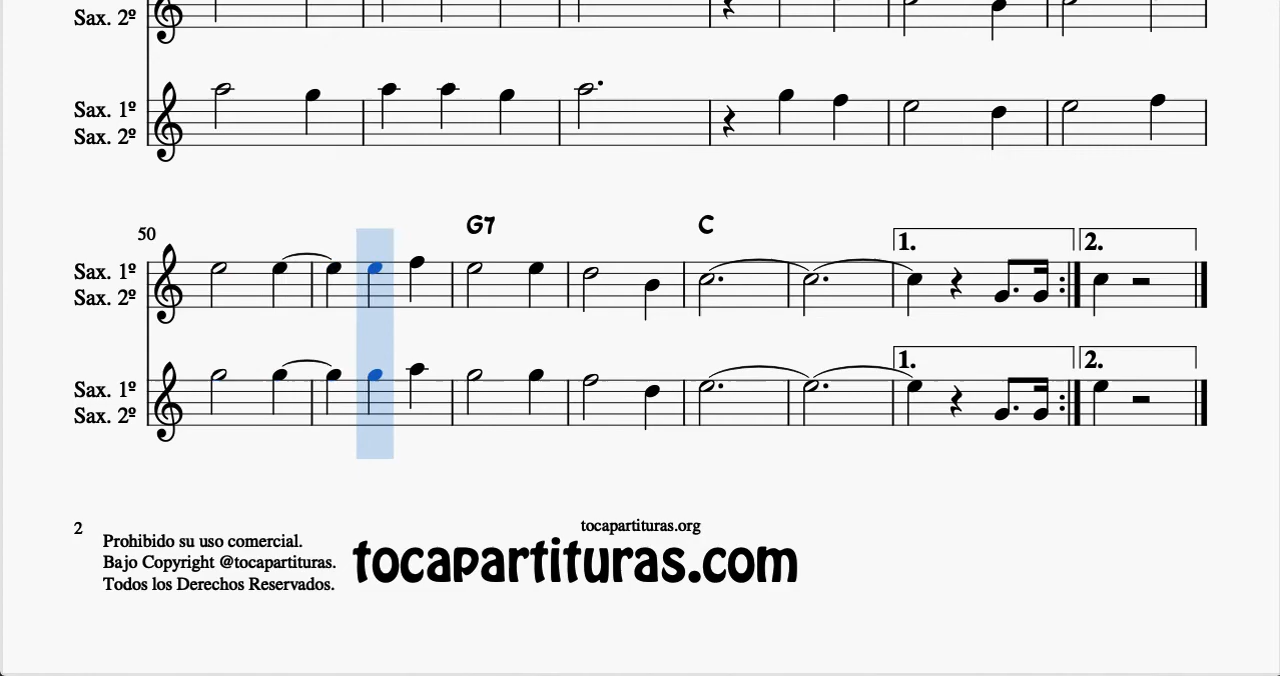 Sax. 2º
Sax. 1º
Sax. 2º
50
G7
C
1.
2.
Sax. 1º
Sax. 2º
1.
2.
Sax. 1º
Sax. 2º
2
tocapartituras.org
Prohibido su uso comercial.
Bajo Copyright @tocapartituras.
Todos los Derechos Reservados.
tocapartituras.com